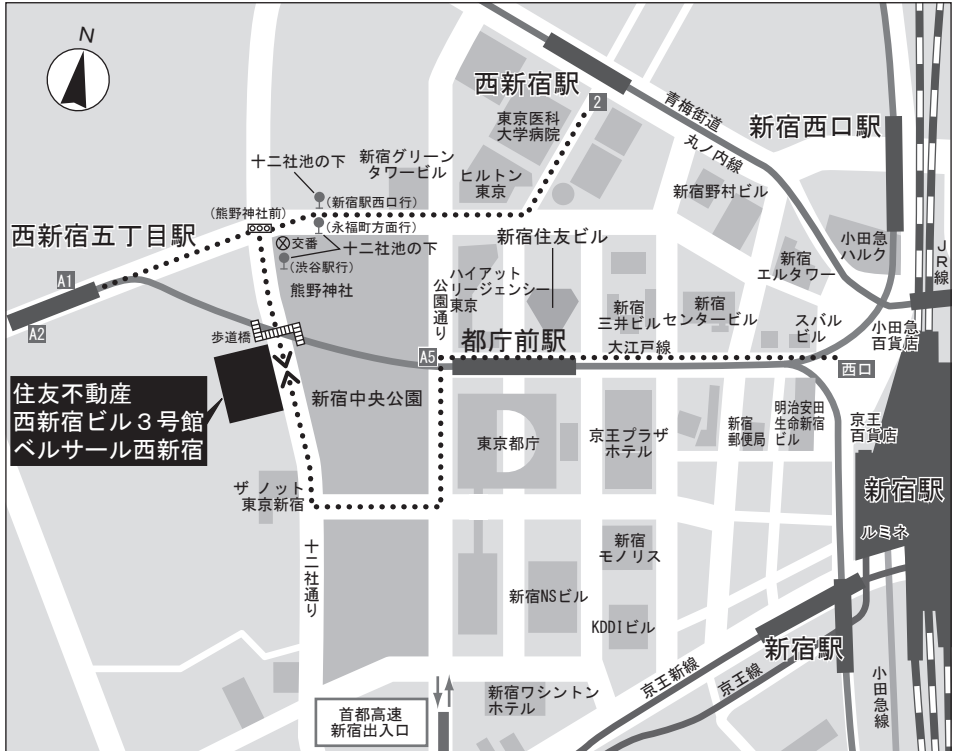 N
西新宿駅
2
東京医科
大学病院
青梅街道
丸ノ内線
新宿西口駅
十二社池の下
新宿グリーン
タワービル
ヒルトン
東京
(新宿駅西口行)
(熊野神社前)
(永福町方面行)
交番
十二社池の下
(渋谷駅行)
熊野神社
新宿野村ビル
西新宿五丁目駅
新宿住友ビル
小田急
ハルク
JR線
新宿
エルタワー
A1
A2
ハイアット
リージェンシー
東京
公園通り
新宿
三井ビル
新宿
センタービル
スバル
ビル
小田急
百貨店
歩道橋
都庁前駅
大江戸線
A5
西口
住友不動産
西新宿ビル3号館
ベルサール西新宿
新宿中央公園
東京都庁
京王プラザ
ホテル
新宿
郵便局
明治安田
生命新宿
ビル
京王
百貨店
ザ ノット
東京新宿
新宿駅
ルミネ
十二社通り
新宿
モノリス
新宿NSビル
KDDIビル
新宿駅
京王新線
京王線
小田急線
新宿ワシントン
ホテル
首都高速
新宿出入口